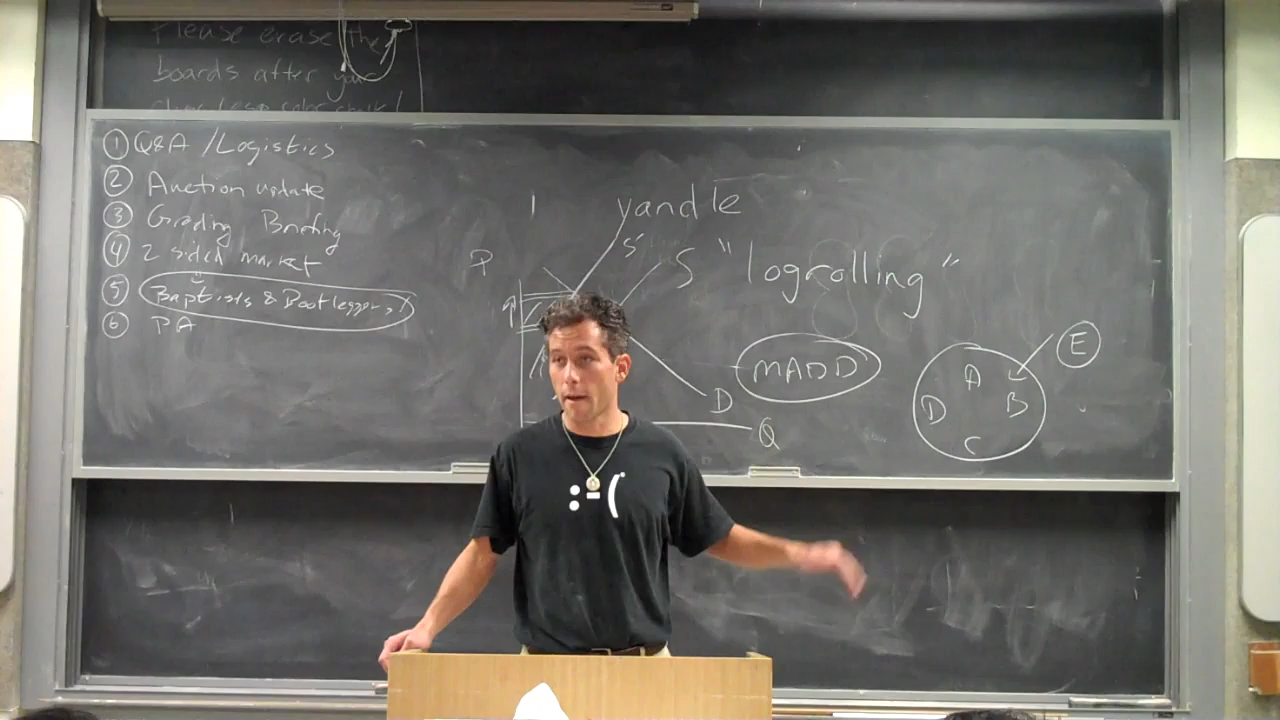 Please erase the
boards after your
① Q&A / Logistics
② Auction update
③ Grading Briefing
④ 2 sided market
⑤ Baptists & Bootleggers!
⑥ PA
yandle
P
S'
S
"logrolling"
D
Q
MADD
A
B
C
D
E
:-(